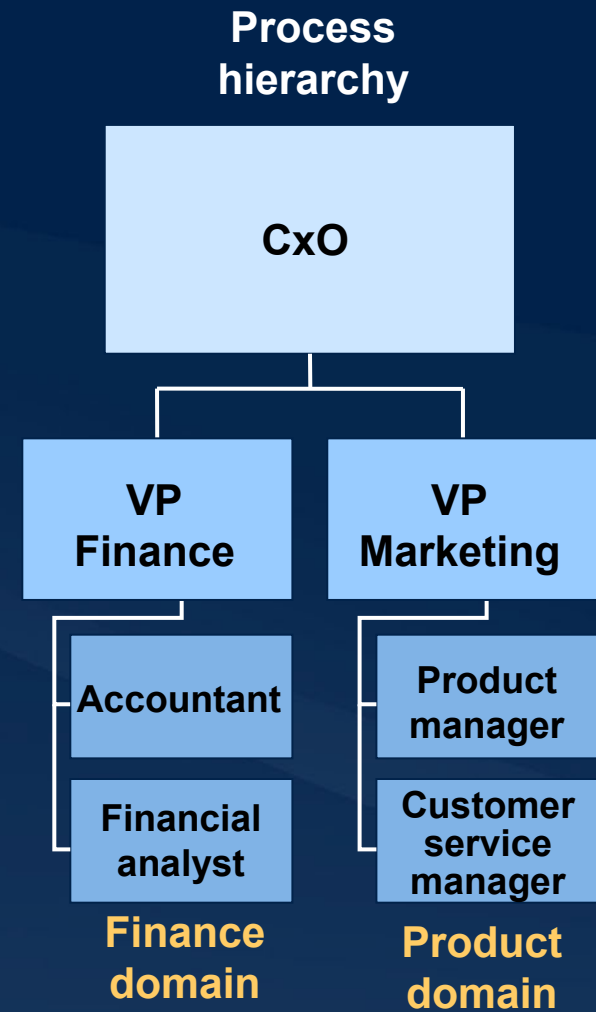 Process
hierarchy
CxO
VP
Finance
VP
Marketing
Accountant
Product
manager
Financial
analyst
Customer
service
manager
Finance
domain
Product
domain